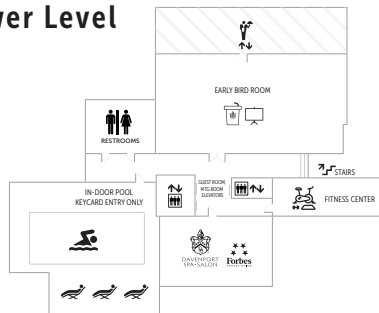 ver Level
EARLY BIRD ROOM
RESTROOMS
STAIRS
GUEST ROOM,
MTG ROOM
ELEVATORS
IN-DOOR POOL
KEYCARD ENTRY ONLY
FITNESS CENTER
DAVENPORT
SPA•SALON
Forbes